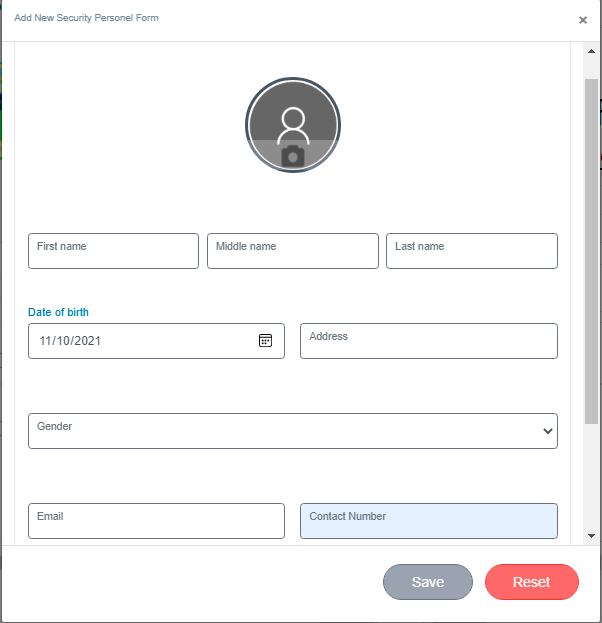 Add New Security Personel Form
×
First name Middle name Last name
Date of birth
11/10/2021 Address
Gender
Email Contact Number
Save Reset